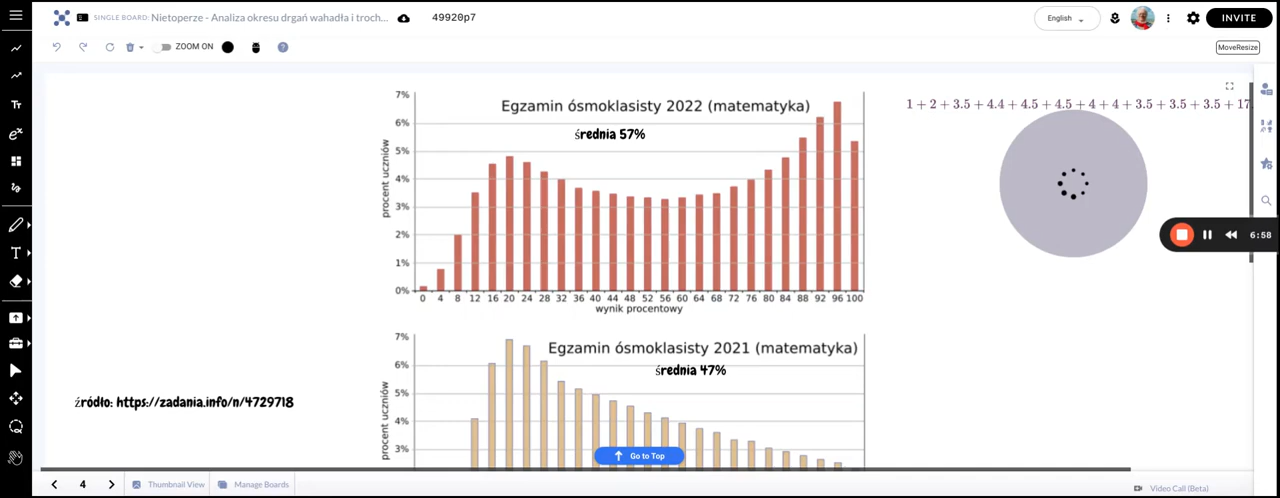 SINGLE BOARD: Nietoperze - Analiza okresu drgań wahadła i troch...
49920p7
English
INVITE
ZOOM ON
MoveResize
7%
6%
5%
4%
3%
2%
1%
0%
procent uczniów
Egzamin ósmoklasisty 2022 (matematyka)
średnia 57%
0 4 8 12 16 20 24 28 32 36 40 44 48 52 56 60 64 68 72 76 80 84 88 92 96 100
wynik procentowy
1 + 2 + 3.5 + 4.4 + 4.5 + 4.5 + 4 + 4 + 3.5 + 3.5 + 3.5 + 17.
6:58
7%
6%
5%
4%
3%
procent uczniów
Egzamin ósmoklasisty 2021 (matematyka)
średnia 47%
źródło: https://zadania.info/n/4729718
Go to Top
4
Thumbnail View
Manage Boards
Video Call (Beta)